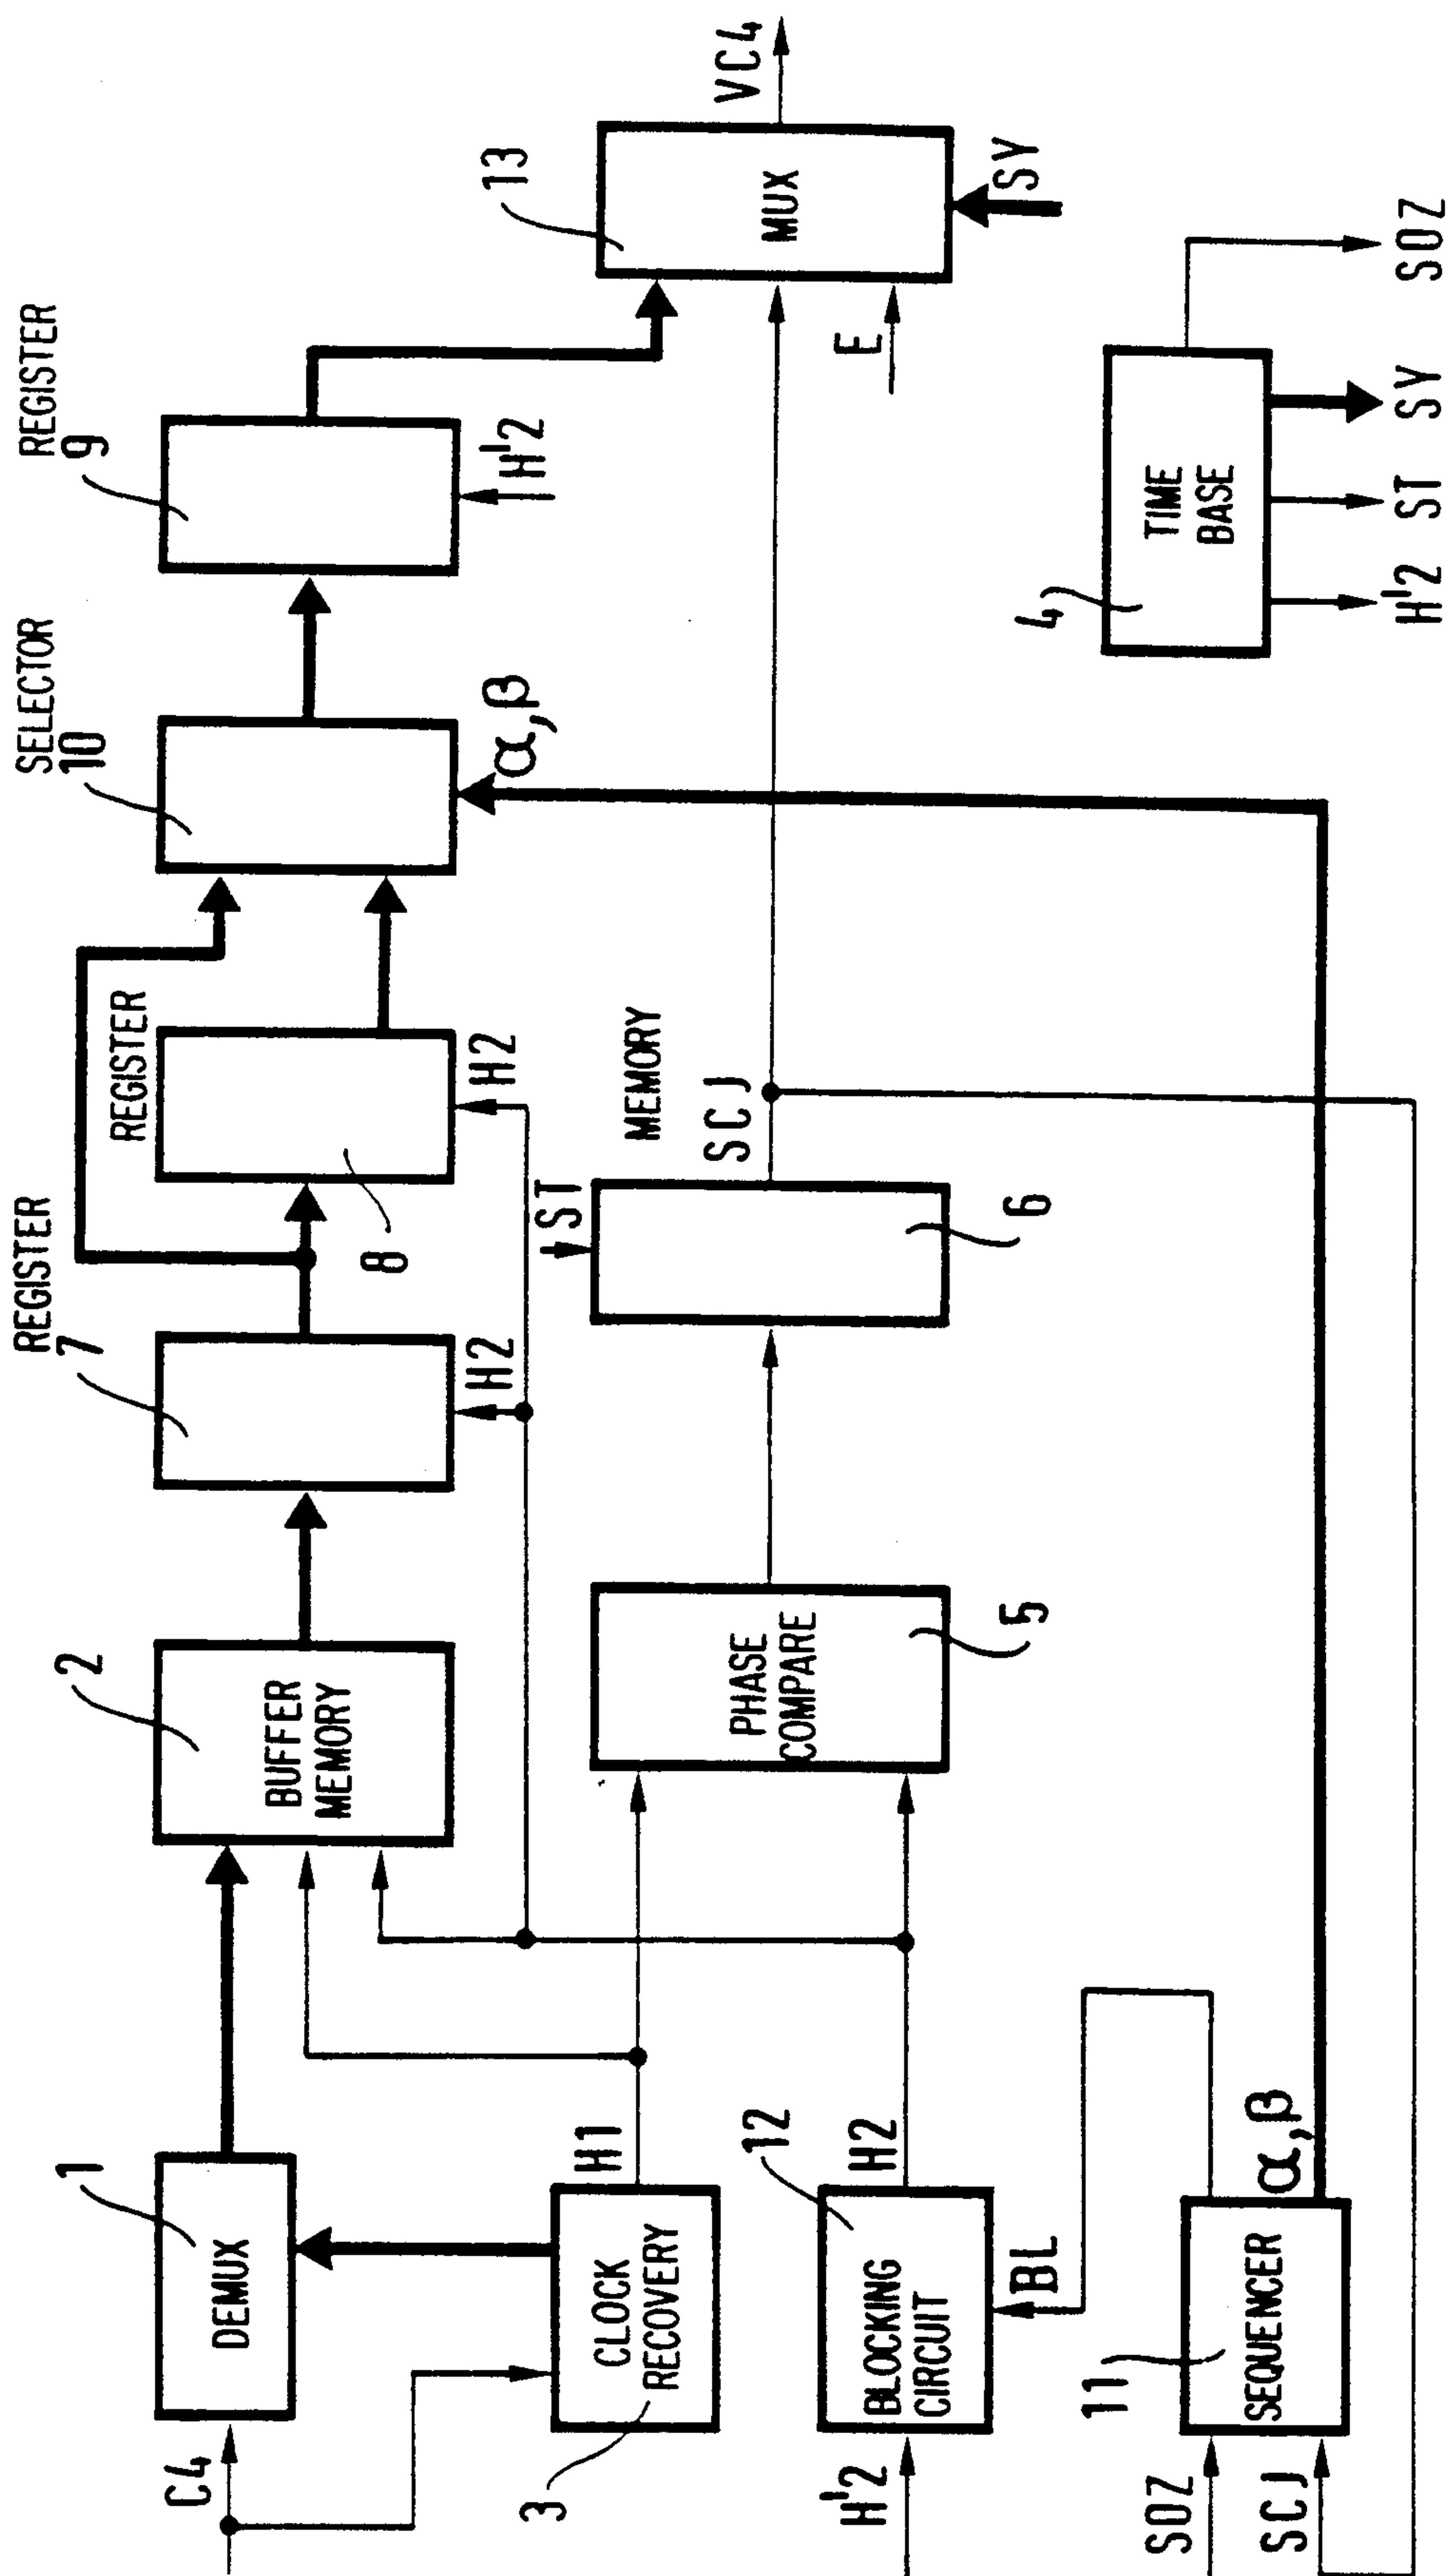 C4
1
DEMUX
2
BUFFER
MEMORY
REGISTER
7
H2
REGISTER
8
H2
SELECTOR
10
α,β
REGISTER
9
H'2
13
MUX
VC4
SY
E
3
CLOCK
RECOVERY
H1
H'2
12
BLOCKING
CIRCUIT
H2
BL
PHASE
COMPARE
5
ST
MEMORY
SCJ
6
SOZ
SCJ
11
SEQUENCER
α,β
4
TIME
BASE
H'2
ST
SY
SOZ